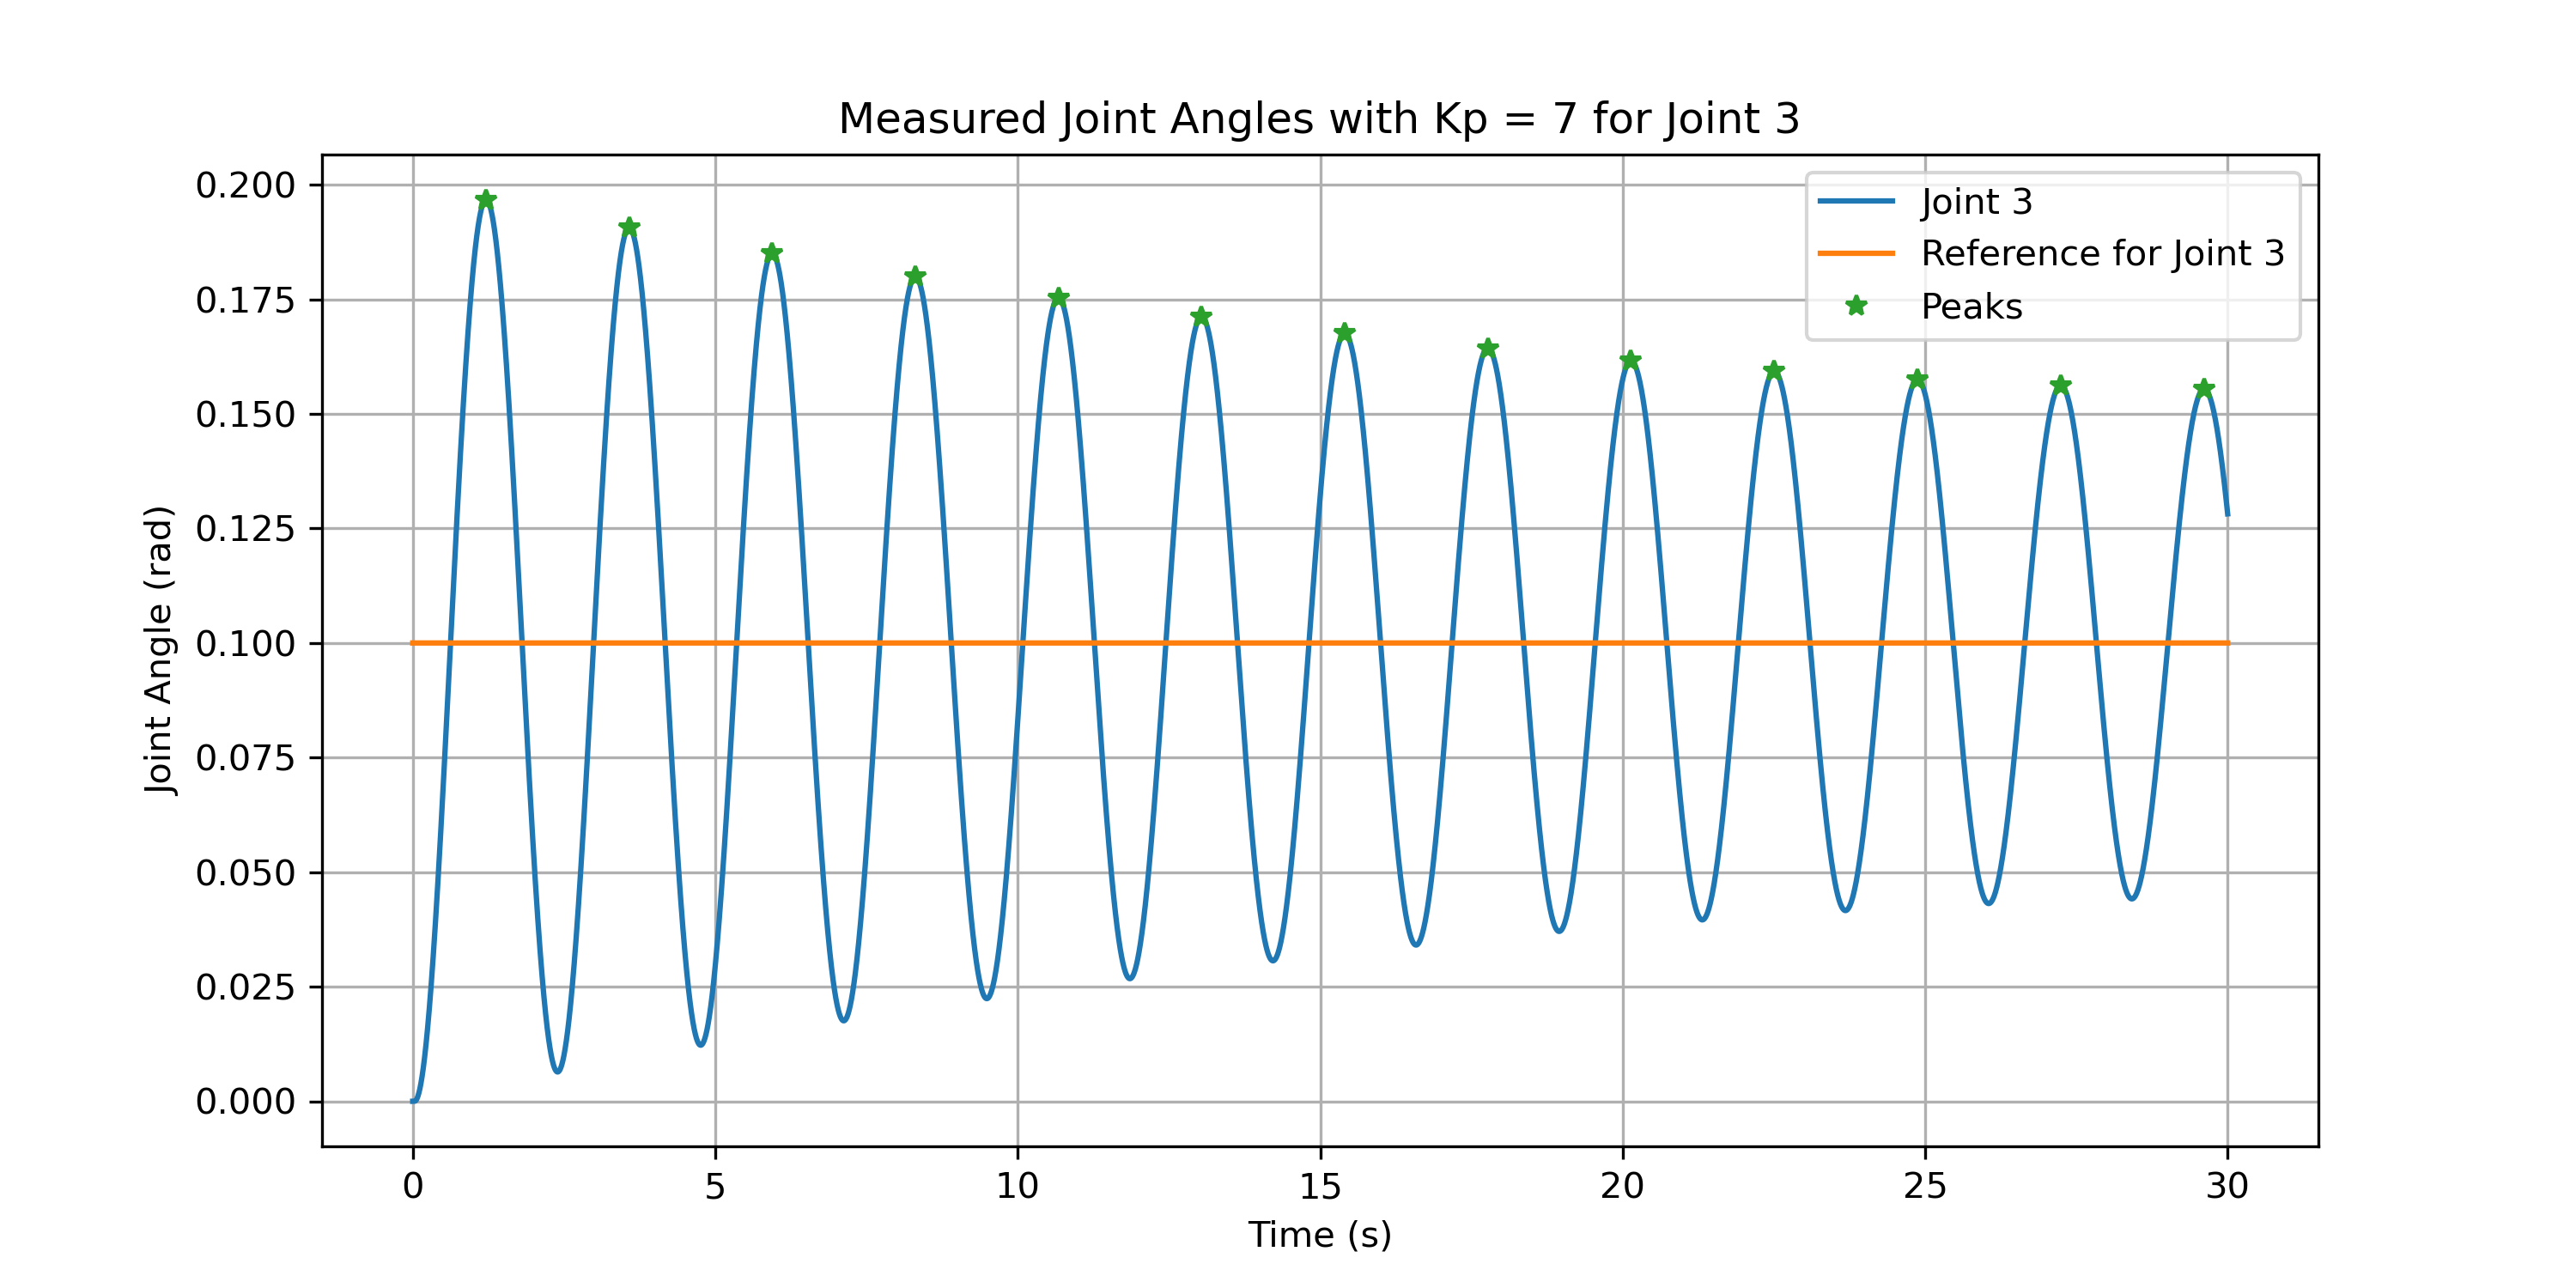 Measured Joint Angles with Kp = 7 for Joint 3
0.200
0.175
0.150
0.125
0.100
0.075
0.050
0.025
0.000
Joint Angle (rad)
Joint 3
Reference for Joint 3
Peaks
0 5 10 15 20 25 30
Time (s)